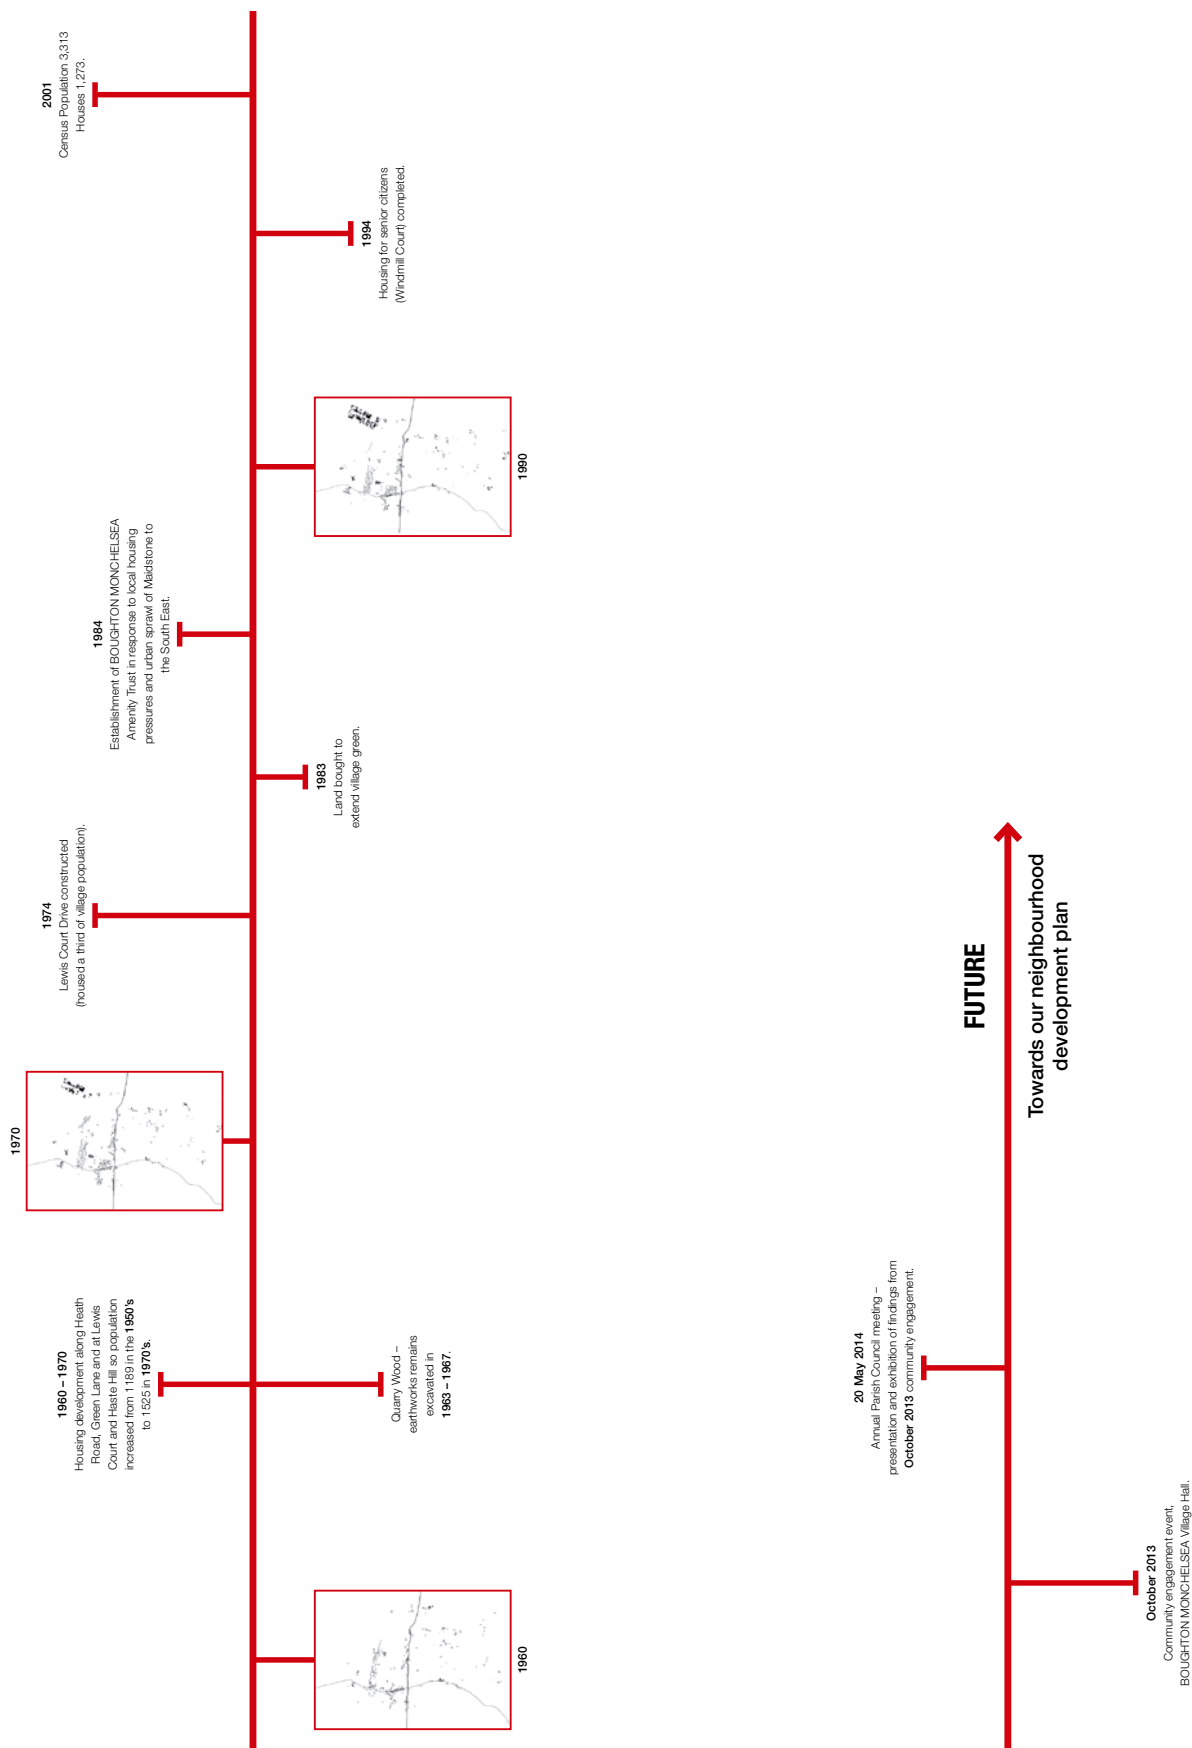 1960
1960 – 1970
Housing development along Heath
Road, Green Lane and at Lewis
Court and Haste Hill so population
increased from 1189 in the 1950's
to 1525 in 1970's.
Quarry Wood –
earthworks remains
excavated in
1963 – 1967.
1970
1974
Lewis Court Drive constructed
(housed a third of village population).
1983
Land bought to
extend village green.
1984
Establishment of BOUGHTON MONCHELSEA
Amenity Trust in response to local housing
pressures and urban sprawl of Maidstone to
the South East.
1990
1994
Housing for senior citizens
(Windmill Court) completed.
2001
Census Population 3,313
Houses 1,273.
October 2013
Community engagement event,
BOUGHTON MONCHELSEA Village Hall.
20 May 2014
Annual Parish Council meeting –
presentation and exhibition of findings from
October 2013 community engagement.
FUTURE
Towards our neighbourhood
development plan